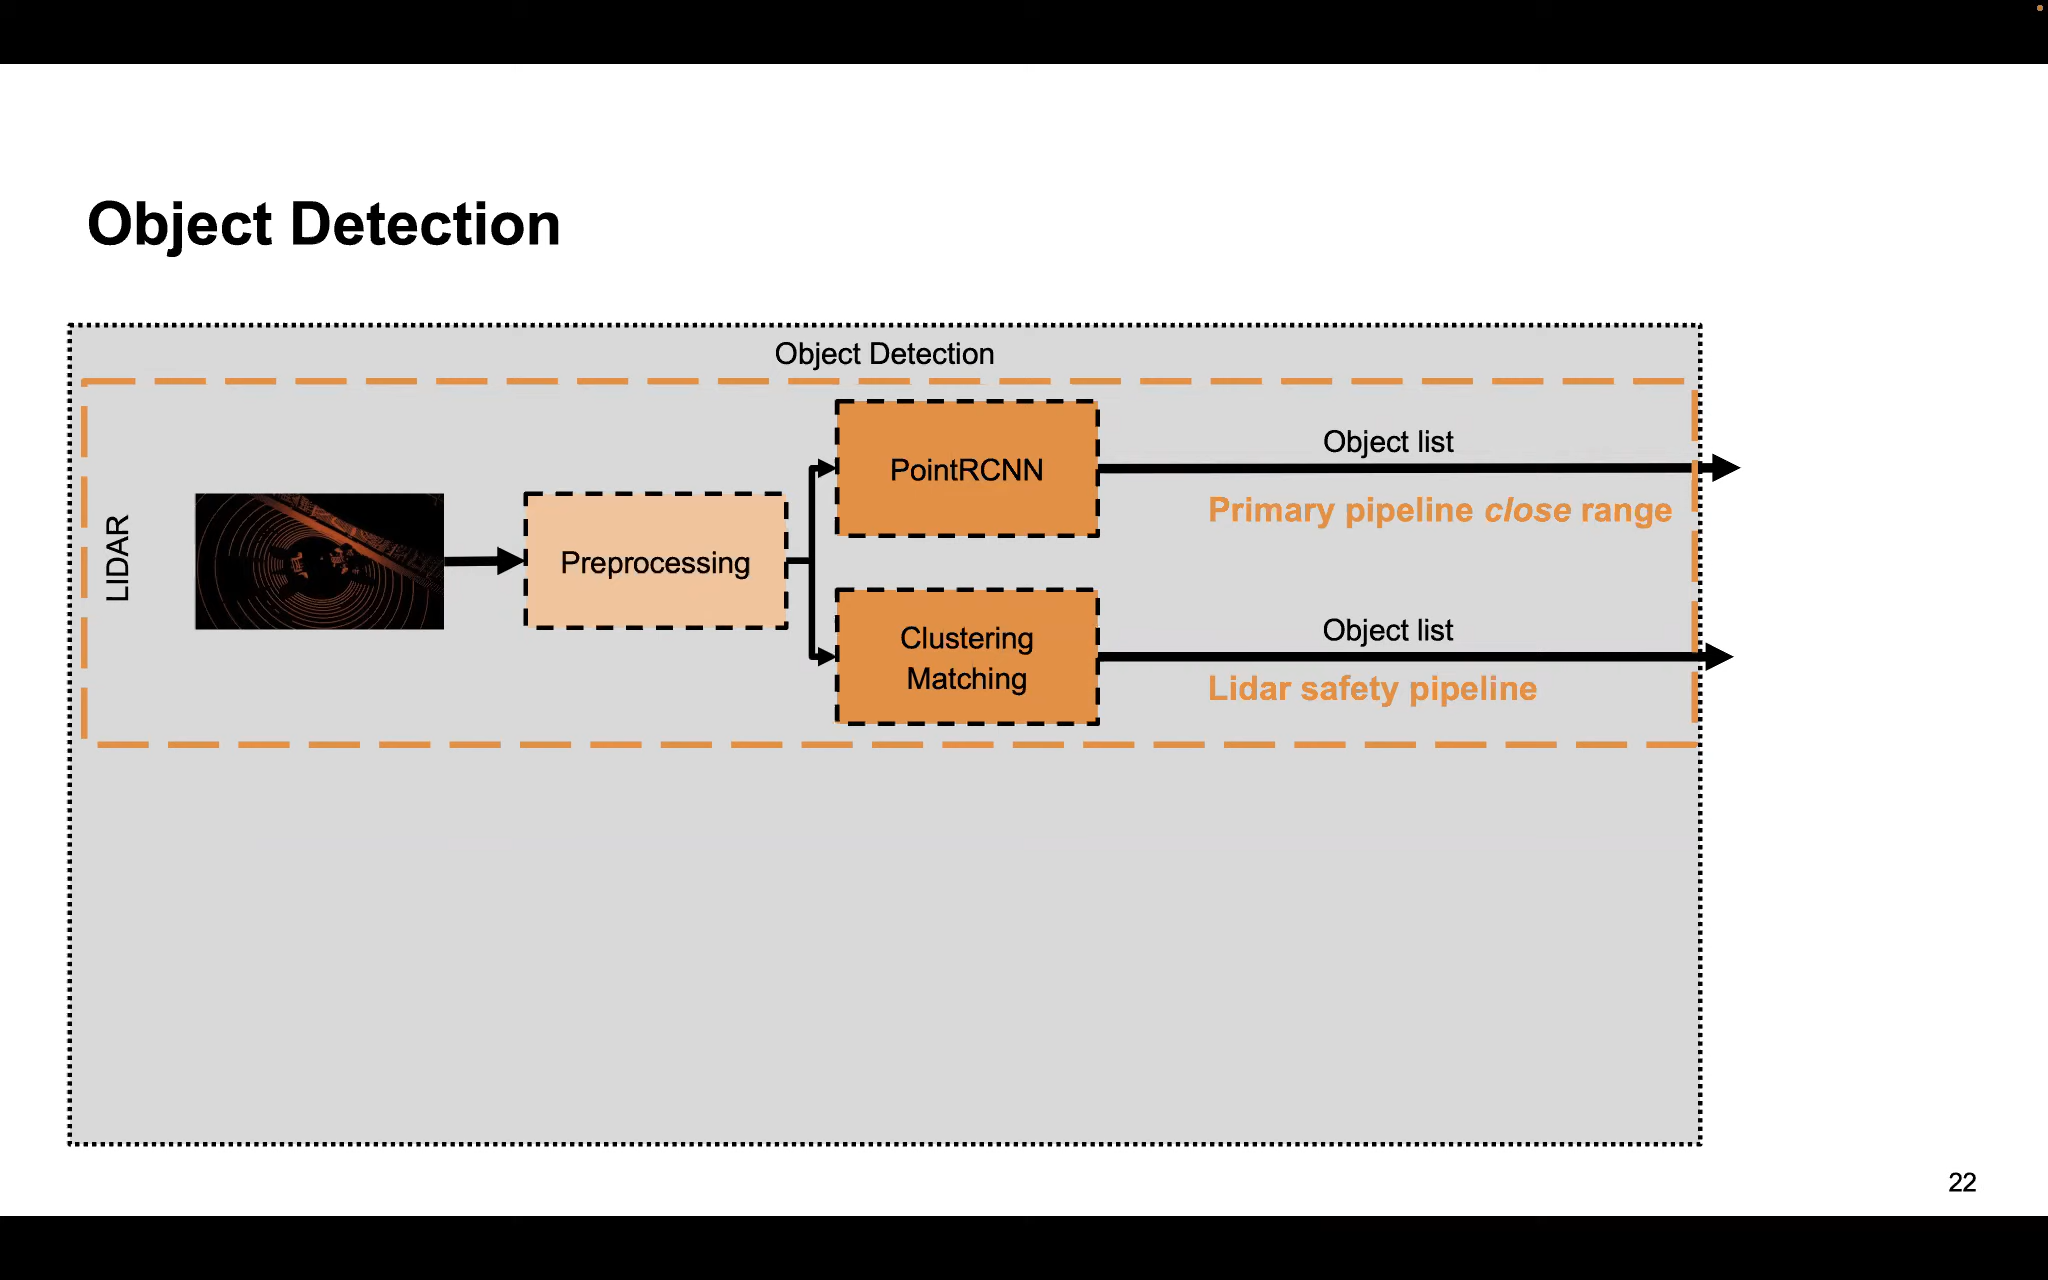 Object Detection
Object Detection
LIDAR
Preprocessing
PointRCNN
Object list
Primary pipeline close range
Clustering
Matching
Object list
Lidar safety pipeline
22